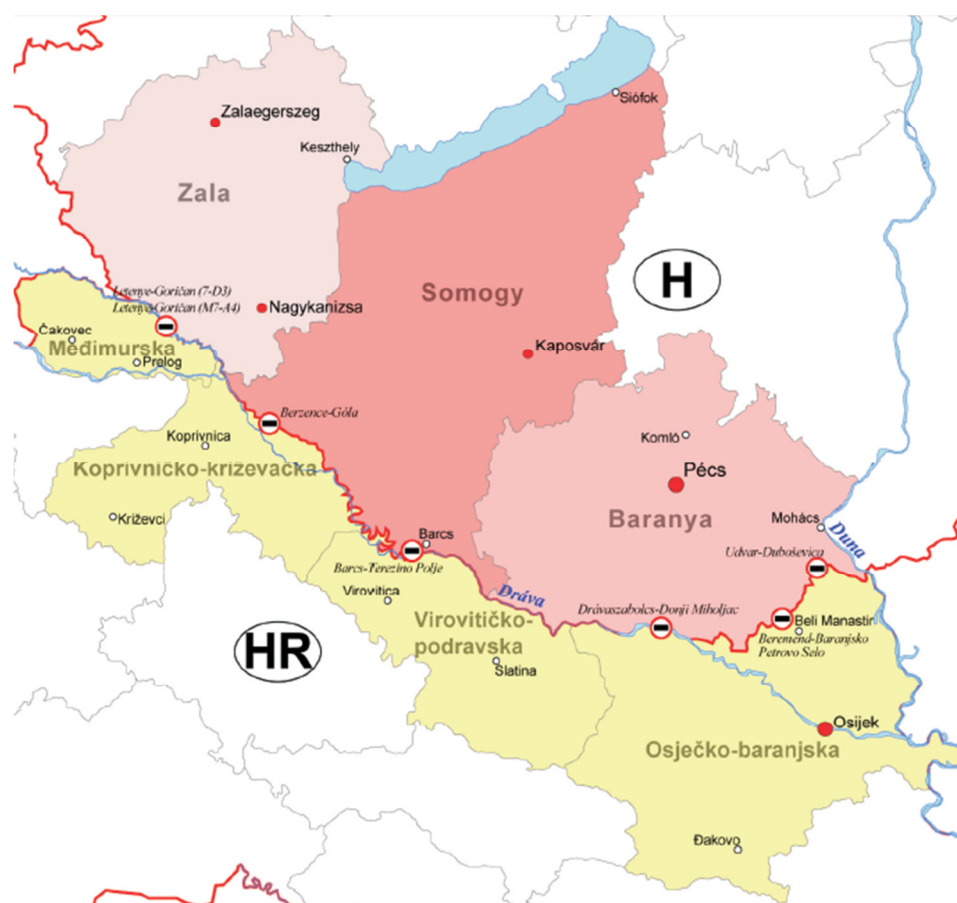 Siófok
Zalaegerszeg
Keszthely
Zala
H
Somogy
Letenye-Goričan (7-D3)
Letenye-Goričan (M7-A4)
Nagykanizsa
Čakovec
Međimurska
Prelog
Kaposvár
Berzence-Góla
Koprivnica
Koprivničko-križevačka
Komló
Pécs
Križevci
Baranya
Mohács
Duna
Barcs
Barcs-Terezino Polje
Udvar-Duboševica
Virovitica
Dráva
Drávaszabolcs-Donji Miholjac
Virovitičko-
podravska
Beli Manastir
Beremend-Baranjsko
Petrovo Selo
HR
Slatina
Osijek
Osječko-baranjska
Đakovo